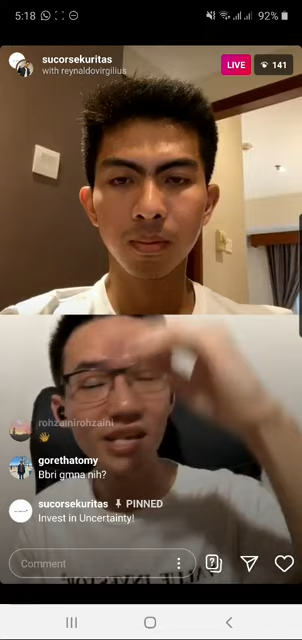 5:18
92%
sucorsekuritas
with reynaldovirgilius
LIVE
141
rohzainirohzaini
👋
gorethatomy
Bbri gmna nih?
sucorsekuritas PINNED
Invest in Uncertainty!
Comment